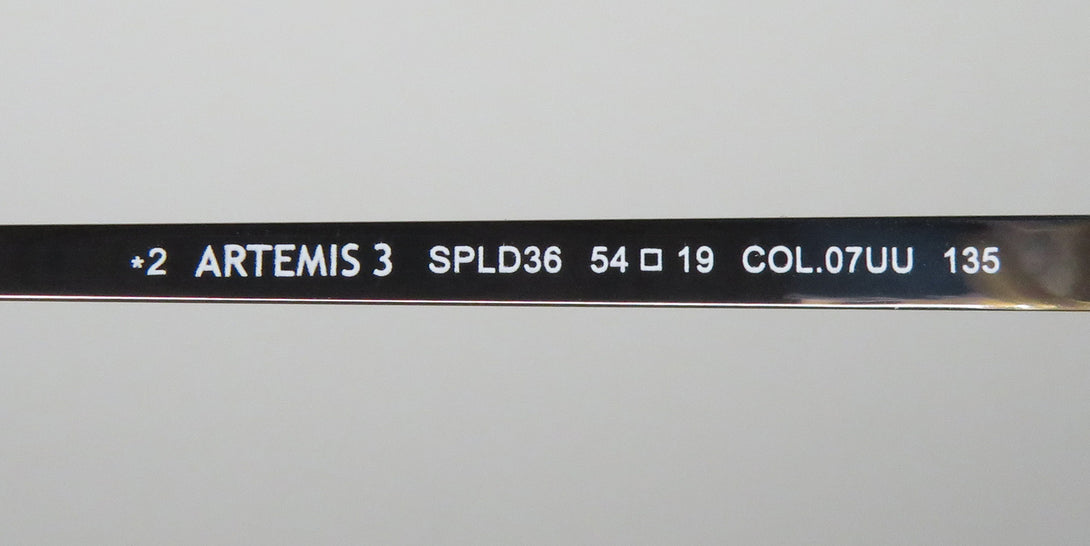 *2 ARTEMIS 3 SPLD36 54 □ 19 COL.07UU 135